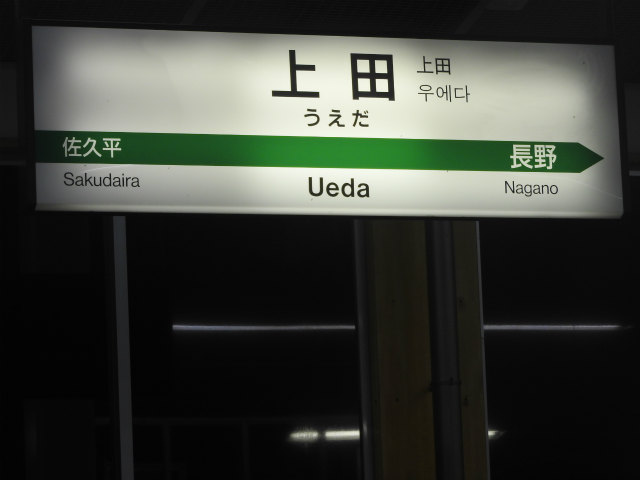 上田
上田
우에다
うえだ
佐久平
長野
Sakudaira
Ueda
Nagano